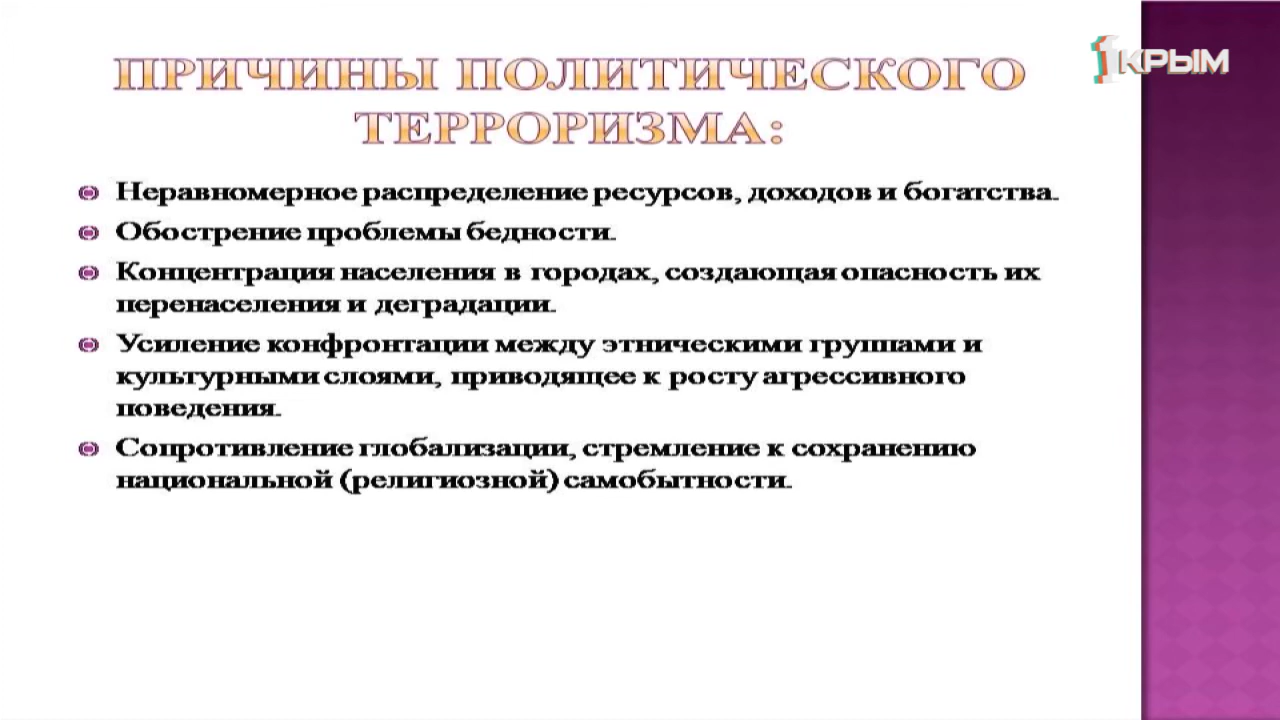 1КРЫМ
ПРИЧИНЫ ПОЛИТИЧЕСКОГО
ТЕРРОРИЗМА:
Неравномерное распределение ресурсов, доходов и богатства.
Обострение проблемы бедности.
Концентрация населения в городах, создающая опасность их
перенаселения и деградации.
Усиление конфронтации между этническими группами и
культурными слоями, приводящее к росту агрессивного
поведения.
Сопротивление глобализации, стремление к сохранению
национальной (религиозной) самобытности.